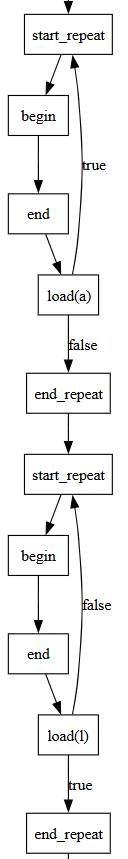 start_repeat
begin
true
end
load(a)
false
end_repeat
start_repeat
begin
false
end
load(l)
true
end_repeat